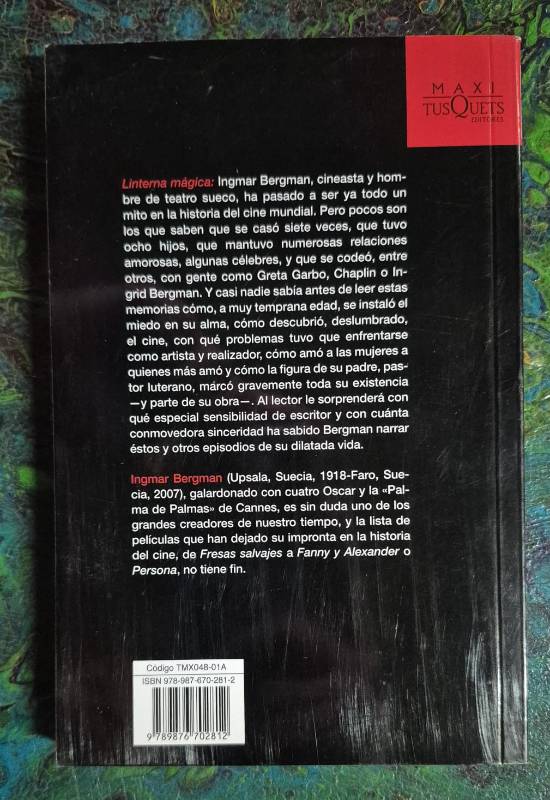 MAXI
TUSQUETS
EDITORES
Linterna mágica: Ingmar Bergman, cineasta y hom-
bre de teatro sueco, ha pasado a ser ya todo un
mito en la historia del cine mundial. Pero pocos son
los que saben que se casó siete veces, que tuvo
ocho hijos, que mantuvo numerosas relaciones
amorosas, algunas célebres, y que se codeó, entre
otros, con gente como Greta Garbo, Chaplin o In-
grid Bergman. Y casi nadie sabía antes de leer estas
memorias cómo, a muy temprana edad, se instaló el
miedo en su alma, cómo descubrió, deslumbrado,
el cine, con qué problemas tuvo que enfrentarse
como artista y realizador, cómo amó a las mujeres a
quienes más amó y cómo la figura de su padre, pas-
tor luterano, márcó gravemente toda su existencia
—y parte de su obra—. Al lector le sorprenderá con
qué especial sensibilidad de escritor y con cuánta
conmovedora sinceridad ha sabido Bergman narrar
éstos y otros episodios de su dilatada vida.
Ingmar Bergman (Upsala, Suecia, 1918-Faro, Sue-
cia, 2007), galardonado con cuatro Oscar y la «Pal-
ma de Palmas» de Cannes, es sin duda uno de los
grandes creadores de nuestro tiempo, y la lista de
películas que han dejado su impronta en la historia
del cine, de Fresas salvajes a Fanny y Alexander o
Persona, no tiene fin.
Código TMX048-01A
ISBN 978-987-670-281-2
9 789876 702812